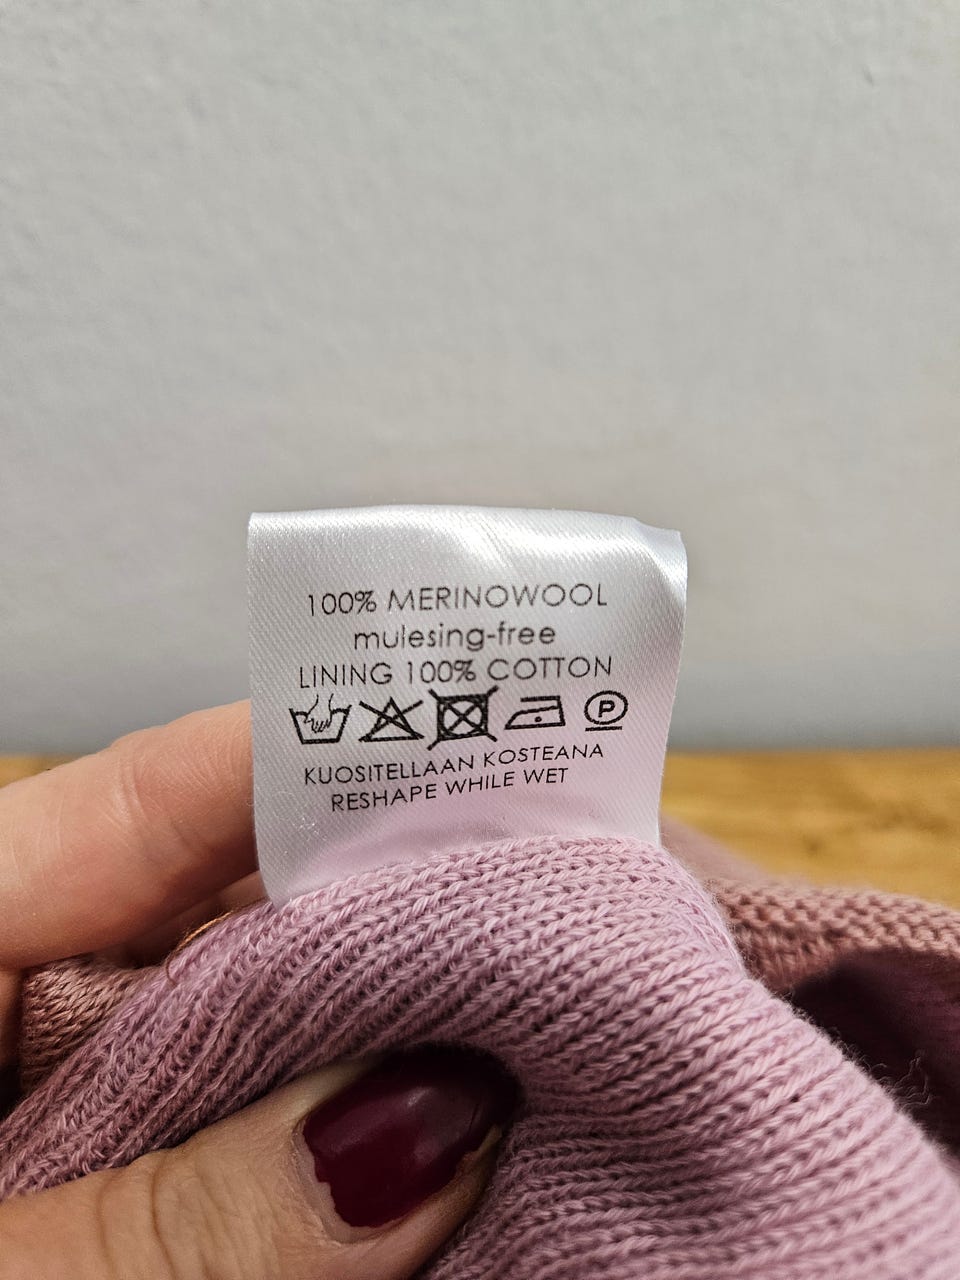 100% MERINOWOOL
mulesing-free
LINING 100% COTTON
P
KUOSITELLAAN KOSTEANA
RESHAPE WHILE WET